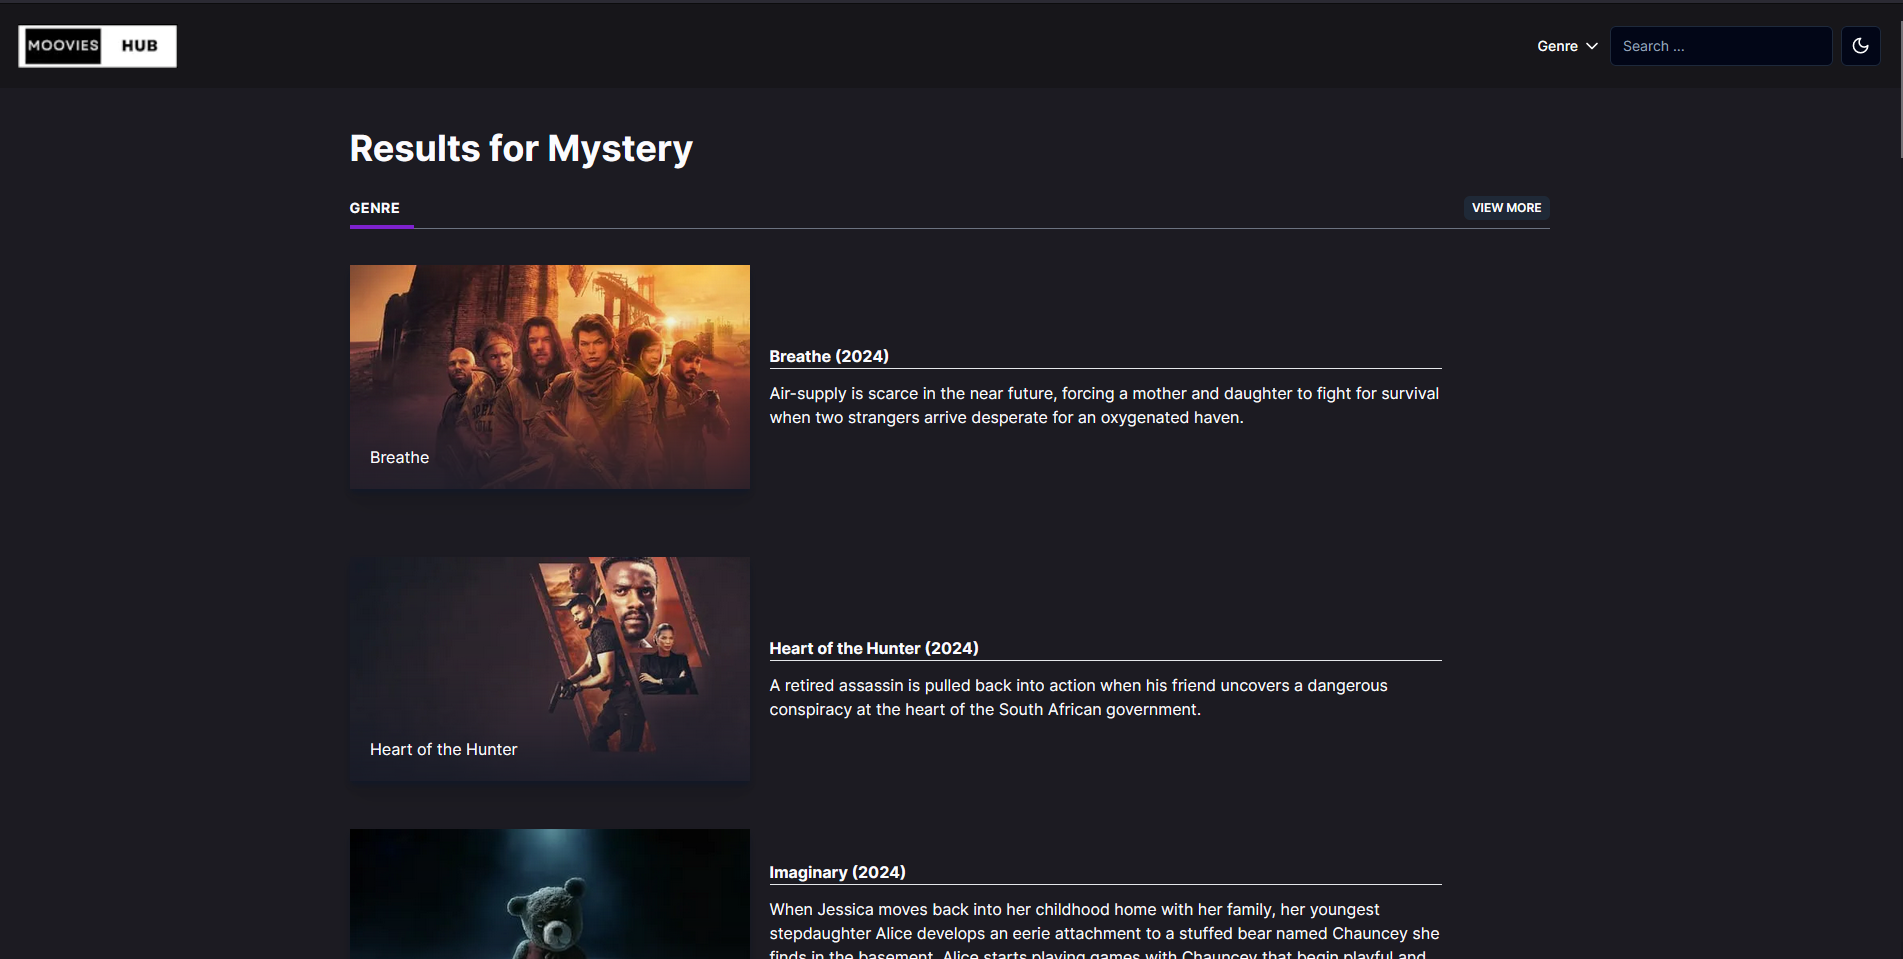 MOOVIES HUB
Genre
Search ...
Results for Mystery
GENRE
VIEW MORE
Breathe
Breathe (2024)
Air-supply is scarce in the near future, forcing a mother and daughter to fight for survival
when two strangers arrive desperate for an oxygenated haven.
Heart of the Hunter
Heart of the Hunter (2024)
A retired assassin is pulled back into action when his friend uncovers a dangerous
conspiracy at the heart of the South African government.
Imaginary (2024)
When Jessica moves back into her childhood home with her family, her youngest
stepdaughter Alice develops an eerie attachment to a stuffed bear named Chauncey she
finds in the basement. Alice starts playing games with Chauncey that begin playful and